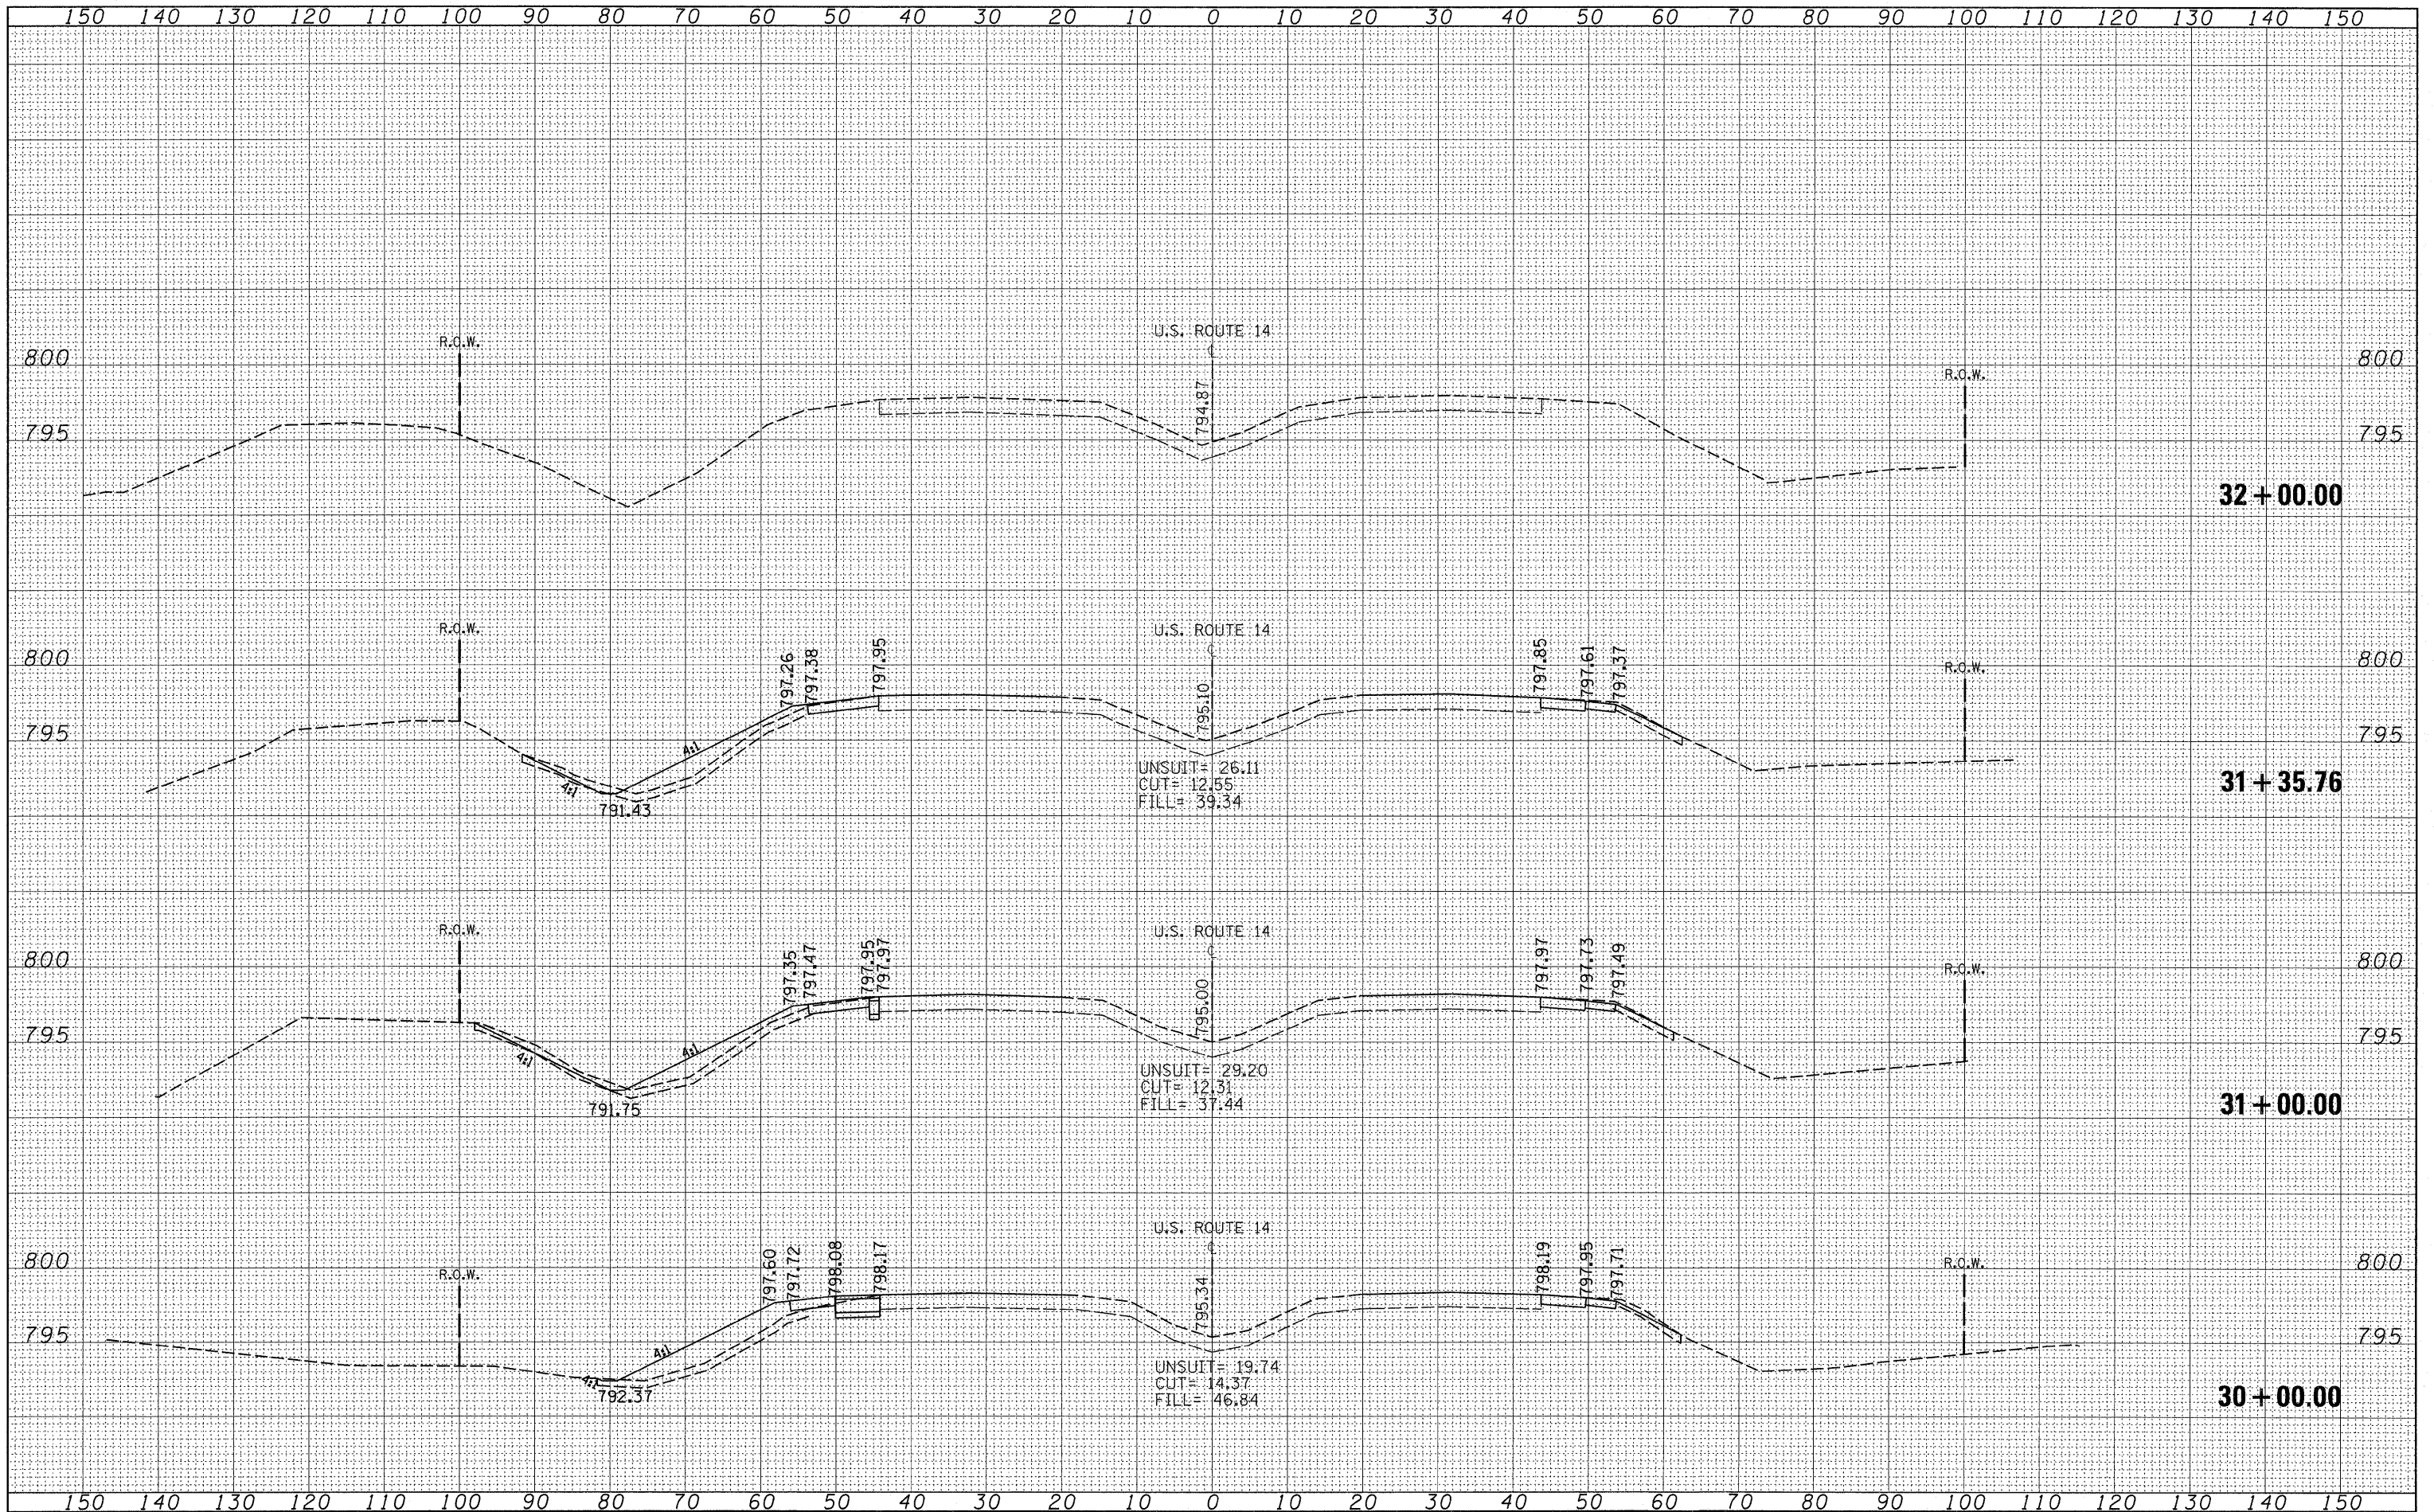 150 140 130 120 110 100 90 80 70 60 50 40 30 20 10 0 10 20 30 40 50 60 70 80 90 100 110 120 130 140 150
U.S. ROUTE 14
R.O.W.
℄
800 800
R.O.W.
794.87
795 795
32+00.00
R.O.W. U.S. ROUTE 14
℄
797.26 797.38 797.95 797.85 797.61 797.37
800 800
R.O.W.
795.10
795 4:1 795
UNSUIT= 26.11
CUT= 12.55
FILL= 39.34
4:1
791.43
31+35.76
R.O.W. U.S. ROUTE 14
℄
797.35 797.47 797.95 797.97 797.97 797.73 797.49
800 800
R.O.W.
795.00
795 795
4:1 4:1
UNSUIT= 29.20
CUT= 12.31
FILL= 37.44
791.75
31+00.00
U.S. ROUTE 14
℄
797.60 797.72 798.08 798.17 798.19 797.95 797.71
800 800
R.O.W. R.O.W.
795.34
795 795
4:1
UNSUIT= 19.74
CUT= 14.37
FILL= 46.84
4:1
792.37
30+00.00
150 140 130 120 110 100 90 80 70 60 50 40 30 20 10 0 10 20 30 40 50 60 70 80 90 100 110 120 130 140 150